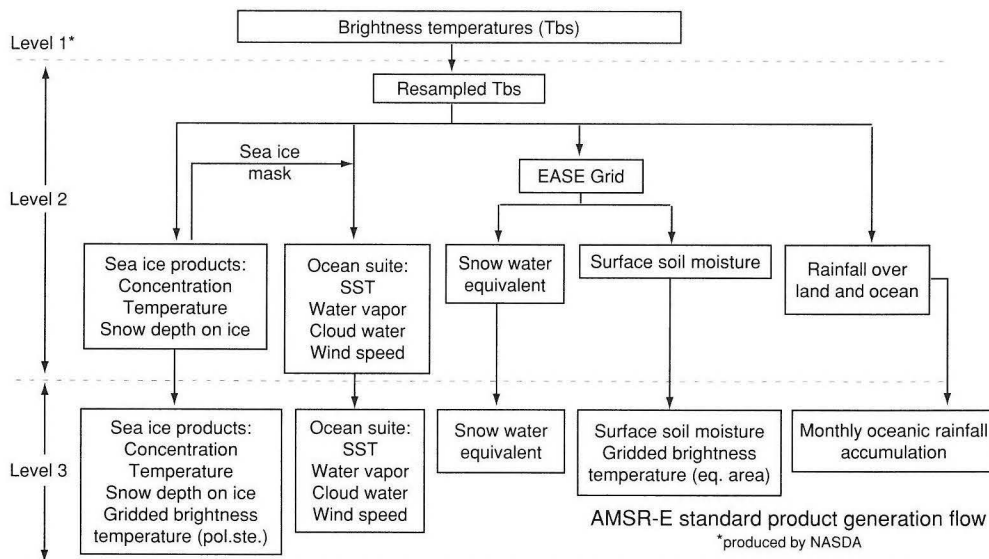 Brightness temperatures (Tbs)
Level 1*
Resampled Tbs
Sea ice
mask
EASE Grid
Level 2
Sea ice products:
Concentration
Temperature
Snow depth on ice
Ocean suite:
SST
Water vapor
Cloud water
Wind speed
Snow water
equivalent
Surface soil moisture
Rainfall over
land and ocean
Level 3
Sea ice products:
Concentration
Temperature
Snow depth on ice
Gridded brightness
temperature (pol.ste.)
Ocean suite:
SST
Water vapor
Cloud water
Wind speed
Snow water
equivalent
Surface soil moisture
Gridded brightness
temperature (eq. area)
Monthly oceanic rainfall
accumulation
AMSR-E standard product generation flow
*produced by NASDA